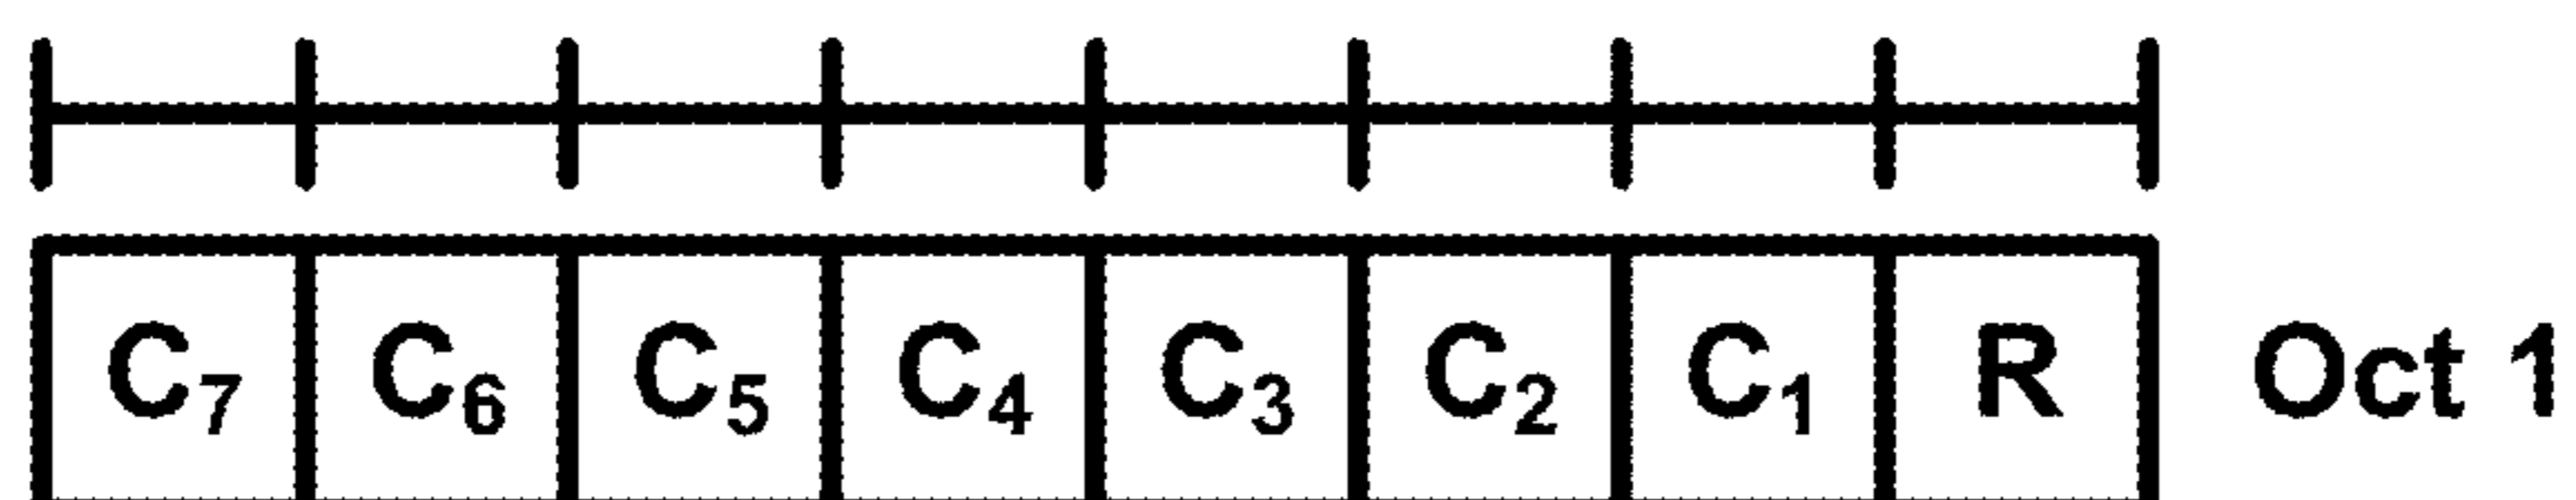 C₇ C₆ C₅ C₄ C₃ C₂ C₁ R Oct 1